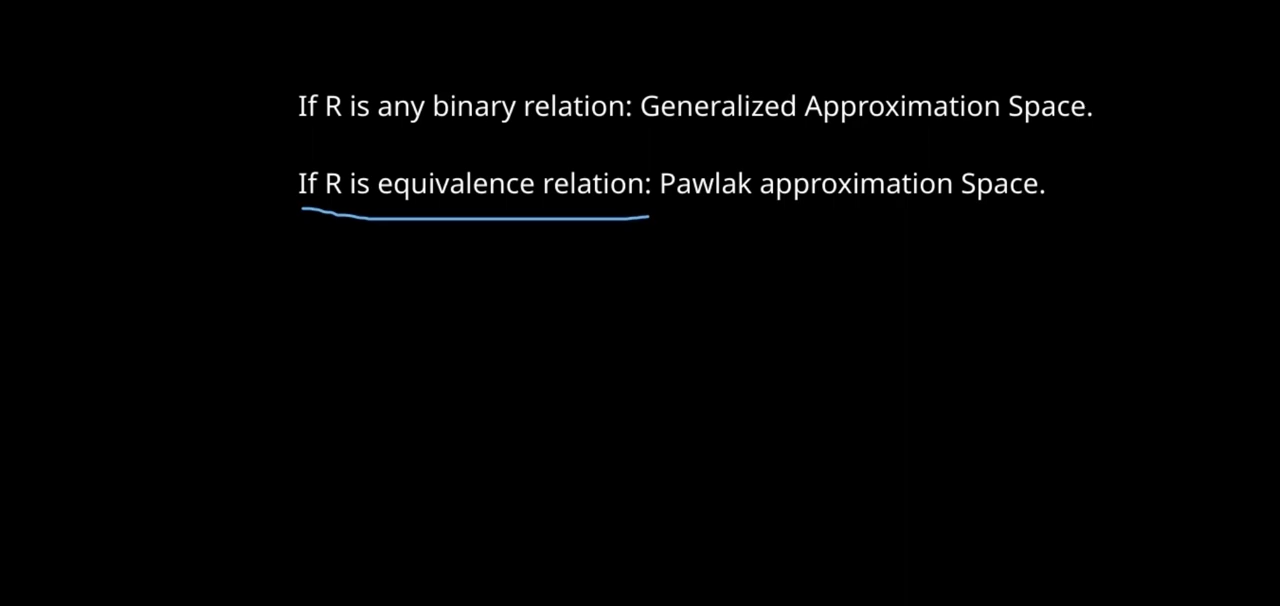 If R is any binary relation: Generalized Approximation Space.
If R is equivalence relation: Pawlak approximation Space.